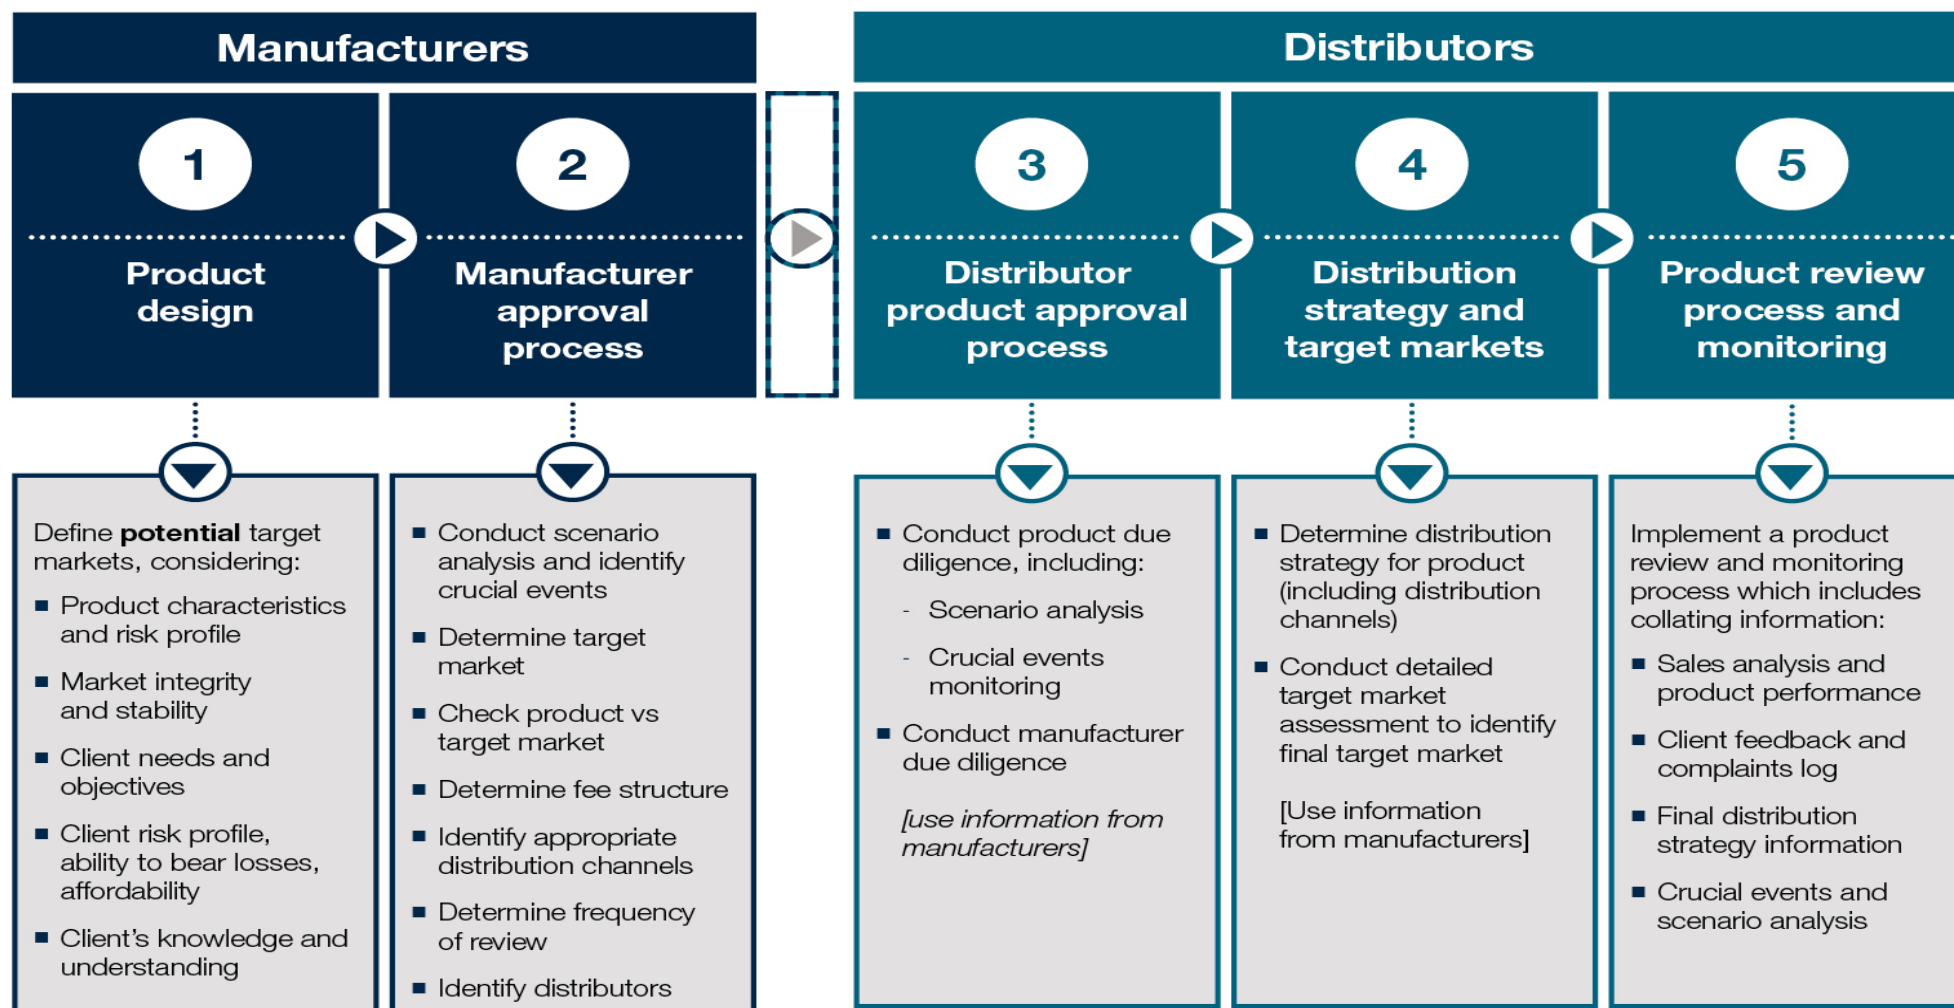 Manufacturers
Distributors
1
Product
design
2
Manufacturer
approval
process
3
Distributor
product approval
process
4
Distribution
strategy and
target markets
5
Product review
process and
monitoring
Define potential target
markets, considering:
■ Product characteristics
and risk profile
■ Market integrity
and stability
■ Client needs and
objectives
■ Client risk profile,
ability to bear losses,
affordability
■ Client’s knowledge and
understanding
■ Conduct scenario
analysis and identify
crucial events
■ Determine target
market
■ Check product vs
target market
■ Determine fee structure
■ Identify appropriate
distribution channels
■ Determine frequency
of review
■ Identify distributors
■ Conduct product due
diligence, including:
- Scenario analysis
- Crucial events
monitoring
■ Conduct manufacturer
due diligence
[use information from
manufacturers]
■ Determine distribution
strategy for product
(including distribution
channels)
■ Conduct detailed
target market
assessment to identify
final target market
[Use information
from manufacturers]
Implement a product
review and monitoring
process which includes
collating information:
■ Sales analysis and
product performance
■ Client feedback and
complaints log
■ Final distribution
strategy information
■ Crucial events and
scenario analysis